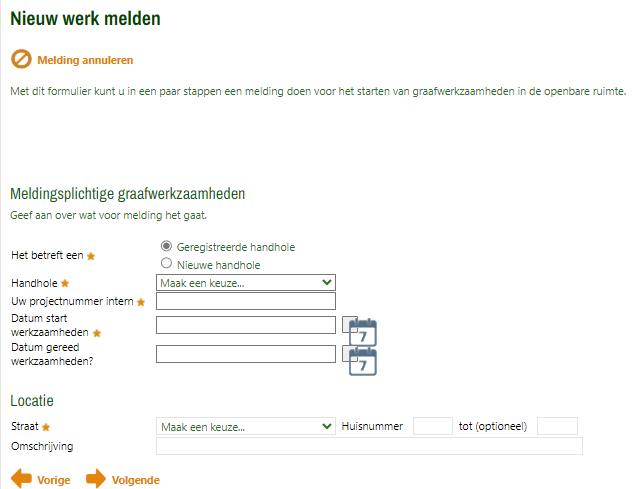 Nieuw werk melden
Melding annuleren
Met dit formulier kunt u in een paar stappen een melding doen voor het starten van graafwerkzaamheden in de openbare ruimte.
Meldingsplichtige graafwerkzaamheden
Geef aan over wat voor melding het gaat.
Het betreft een
Geregistreerde handhole
Nieuwe handhole
Handhole Maak een keuze...
Uw projectnummer intern
Datum start
werkzaamheden
7
Datum gereed
werkzaamheden?
7
Locatie
Straat Maak een keuze... Huisnummer tot (optioneel)
Omschrijving
Vorige Volgende